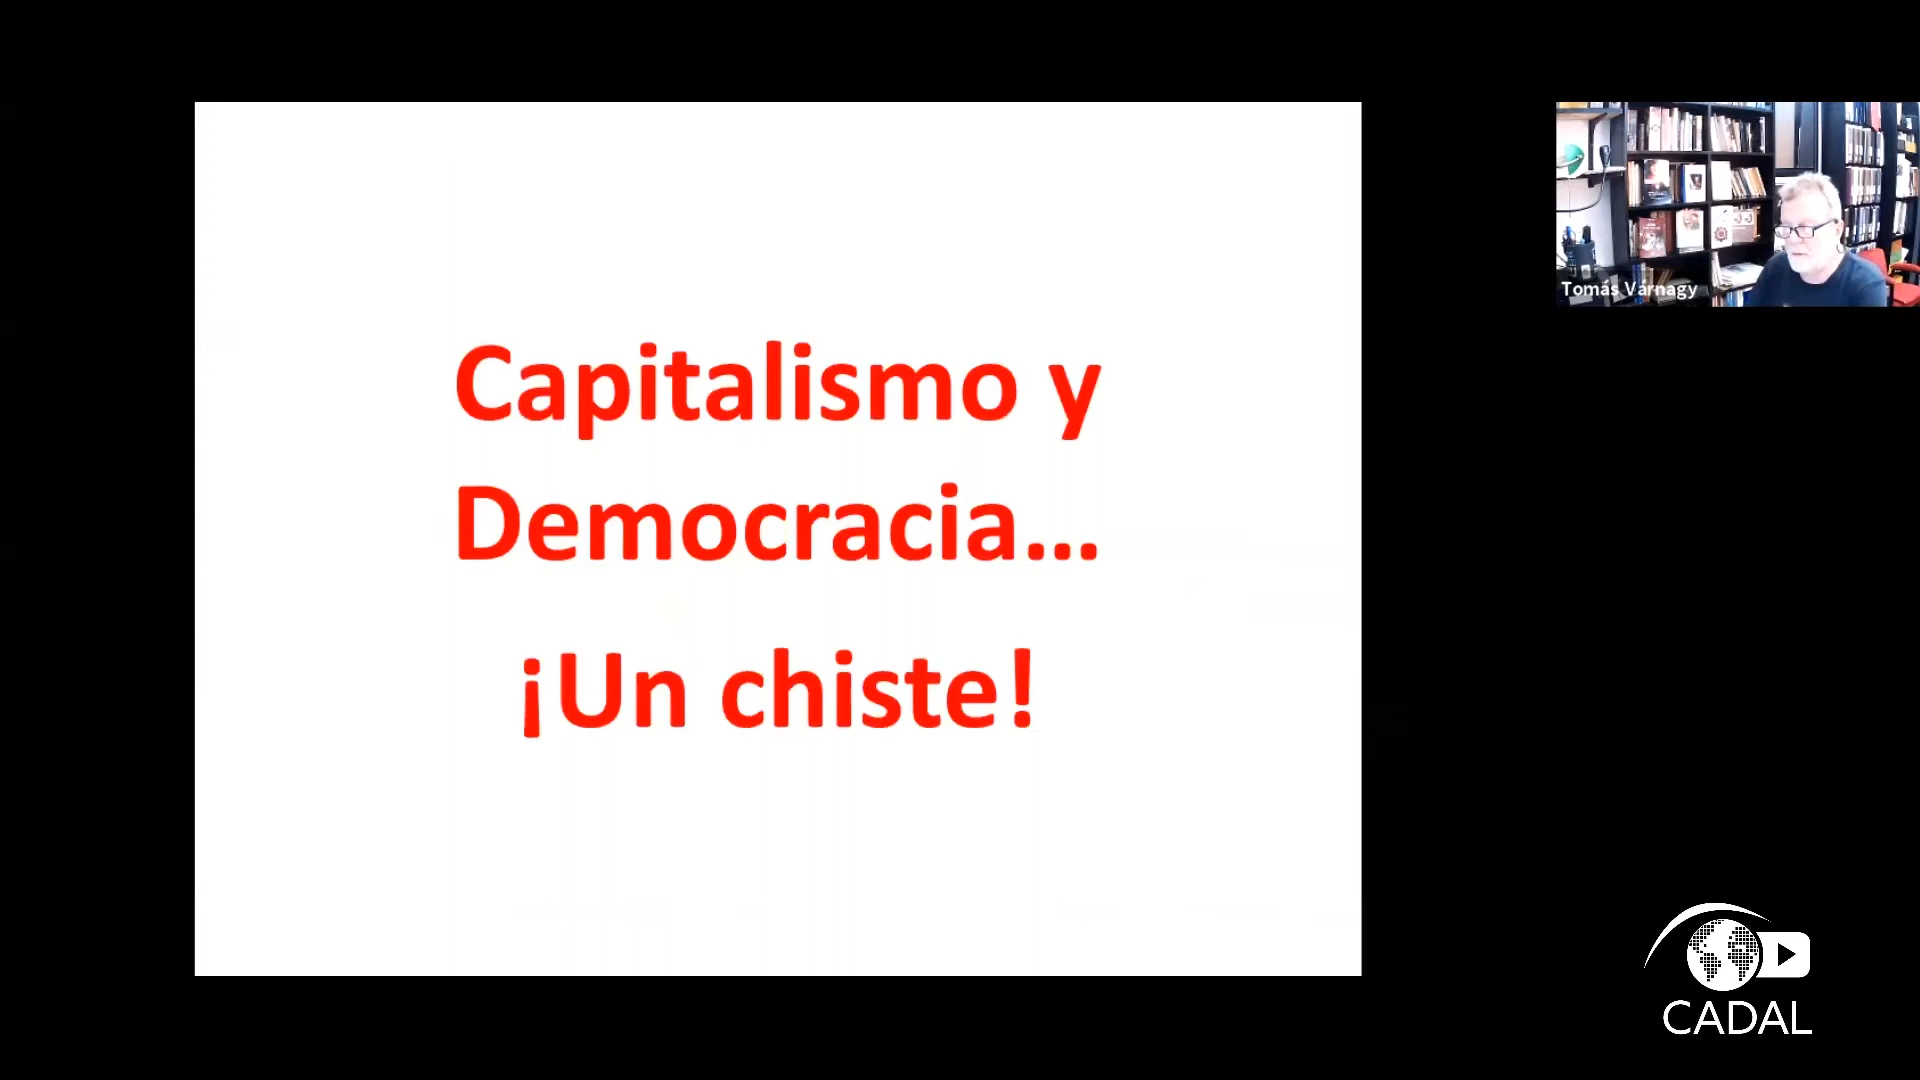 Capitalismo y
Democracia...
¡Un chiste!
Tomás Várnagy
CADAL